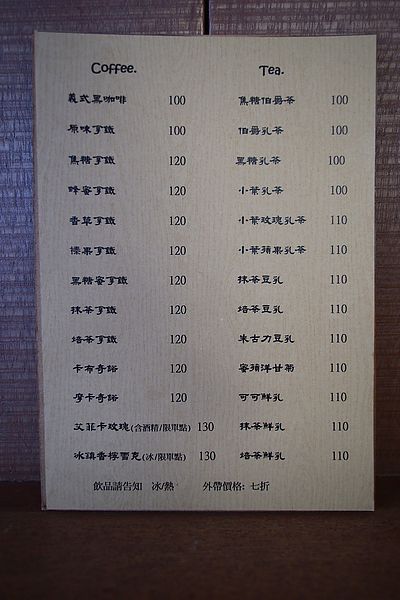 Coffee.
義式黑咖啡 100
原味拿鐵 100
焦糖拿鐵 120
蜂蜜拿鐵 120
香草拿鐵 120
榛果拿鐵 120
黑糖蜜拿鐵 120
抹茶拿鐵 120
焙茶拿鐵 120
卡布奇諾 120
摩卡奇諾 120
艾菲卡玫瑰(含酒精/限單點) 130
冰鎮香檸雪克(冰/限單點) 130
Tea.
焦糖伯爵茶 100
伯爵乳茶 100
黑糖乳茶 100
小葉乳茶 100
小葉玫瑰乳茶 110
小葉蘋果乳茶 110
抹茶豆乳 110
焙茶豆乳 110
朱古力豆乳 110
蜜蘋洋甘菊 110
可可鮮乳 110
抹茶鮮乳 110
焙茶鮮乳 110
飲品請告知 冰/熱 外帶價格: 七折